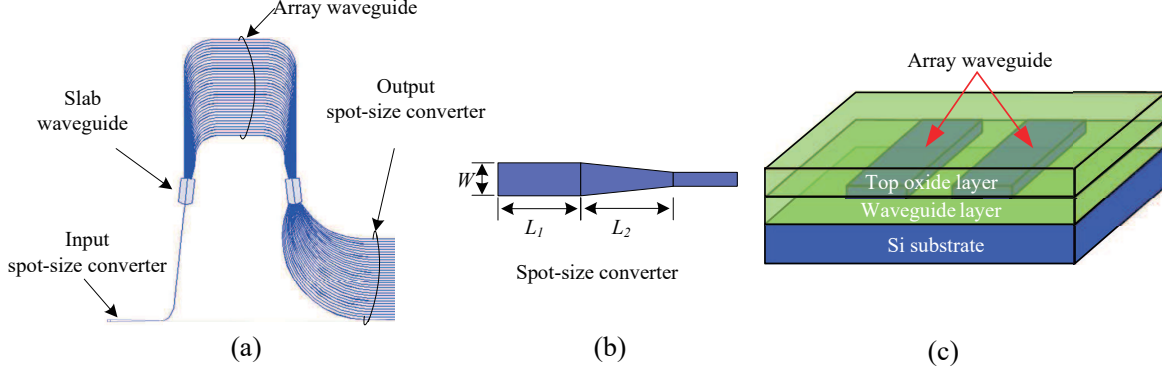 Array waveguide
Slab
waveguide
Output
spot-size converter
Input
spot-size converter
(a)
W
L1
L2
Spot-size converter
(b)
Array waveguide
Top oxide layer
Waveguide layer
Si substrate
(c)